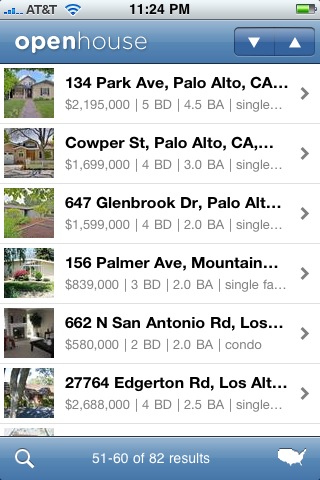 AT&T 11:24 PM
openhouse
134 Park Ave, Palo Alto, CA...
$2,195,000 | 5 BD | 4.5 BA | single...
Cowper St, Palo Alto, CA,...
$1,699,000 | 4 BD | 3.0 BA | single...
647 Glenbrook Dr, Palo Alt...
$1,599,000 | 4 BD | 2.0 BA | single...
156 Palmer Ave, Mountain...
$839,000 | 3 BD | 2.0 BA | single fa...
662 N San Antonio Rd, Los...
$580,000 | 2 BD | 2.0 BA | condo
27764 Edgerton Rd, Los Alt...
$2,688,000 | 4 BD | 2.5 BA | single...
51-60 of 82 results